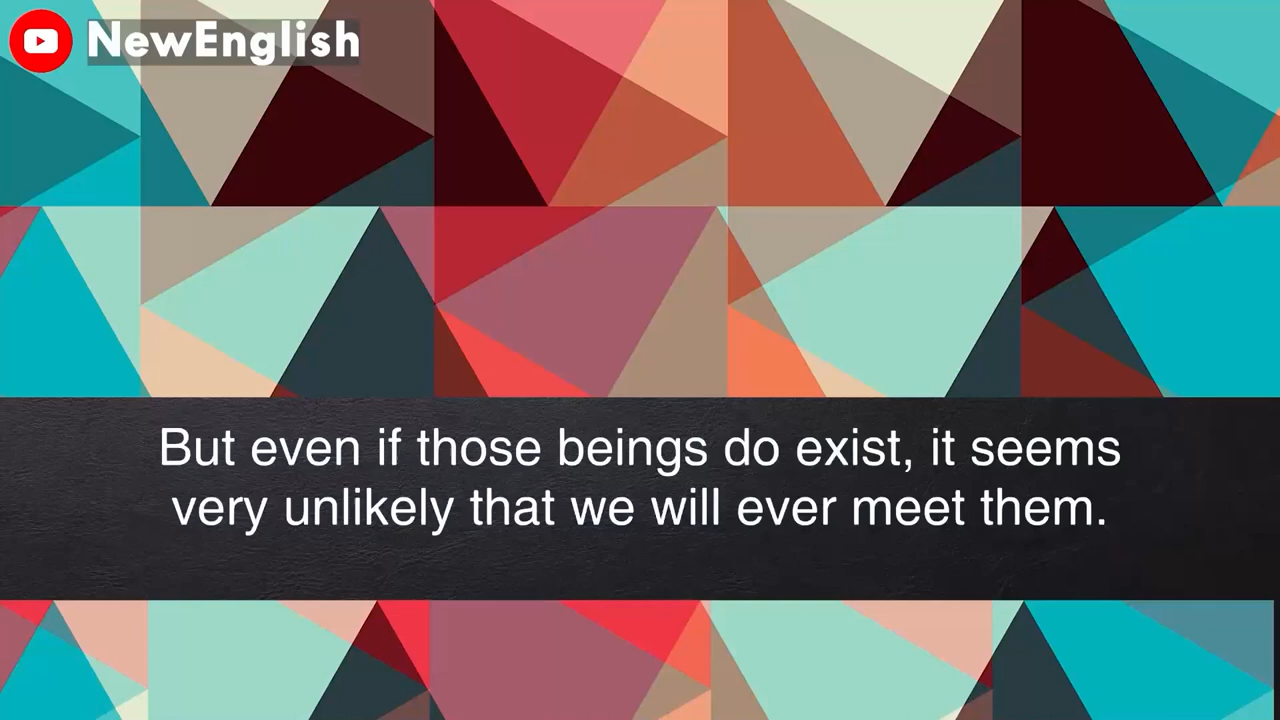 NewEnglish
But even if those beings do exist, it seems
very unlikely that we will ever meet them.